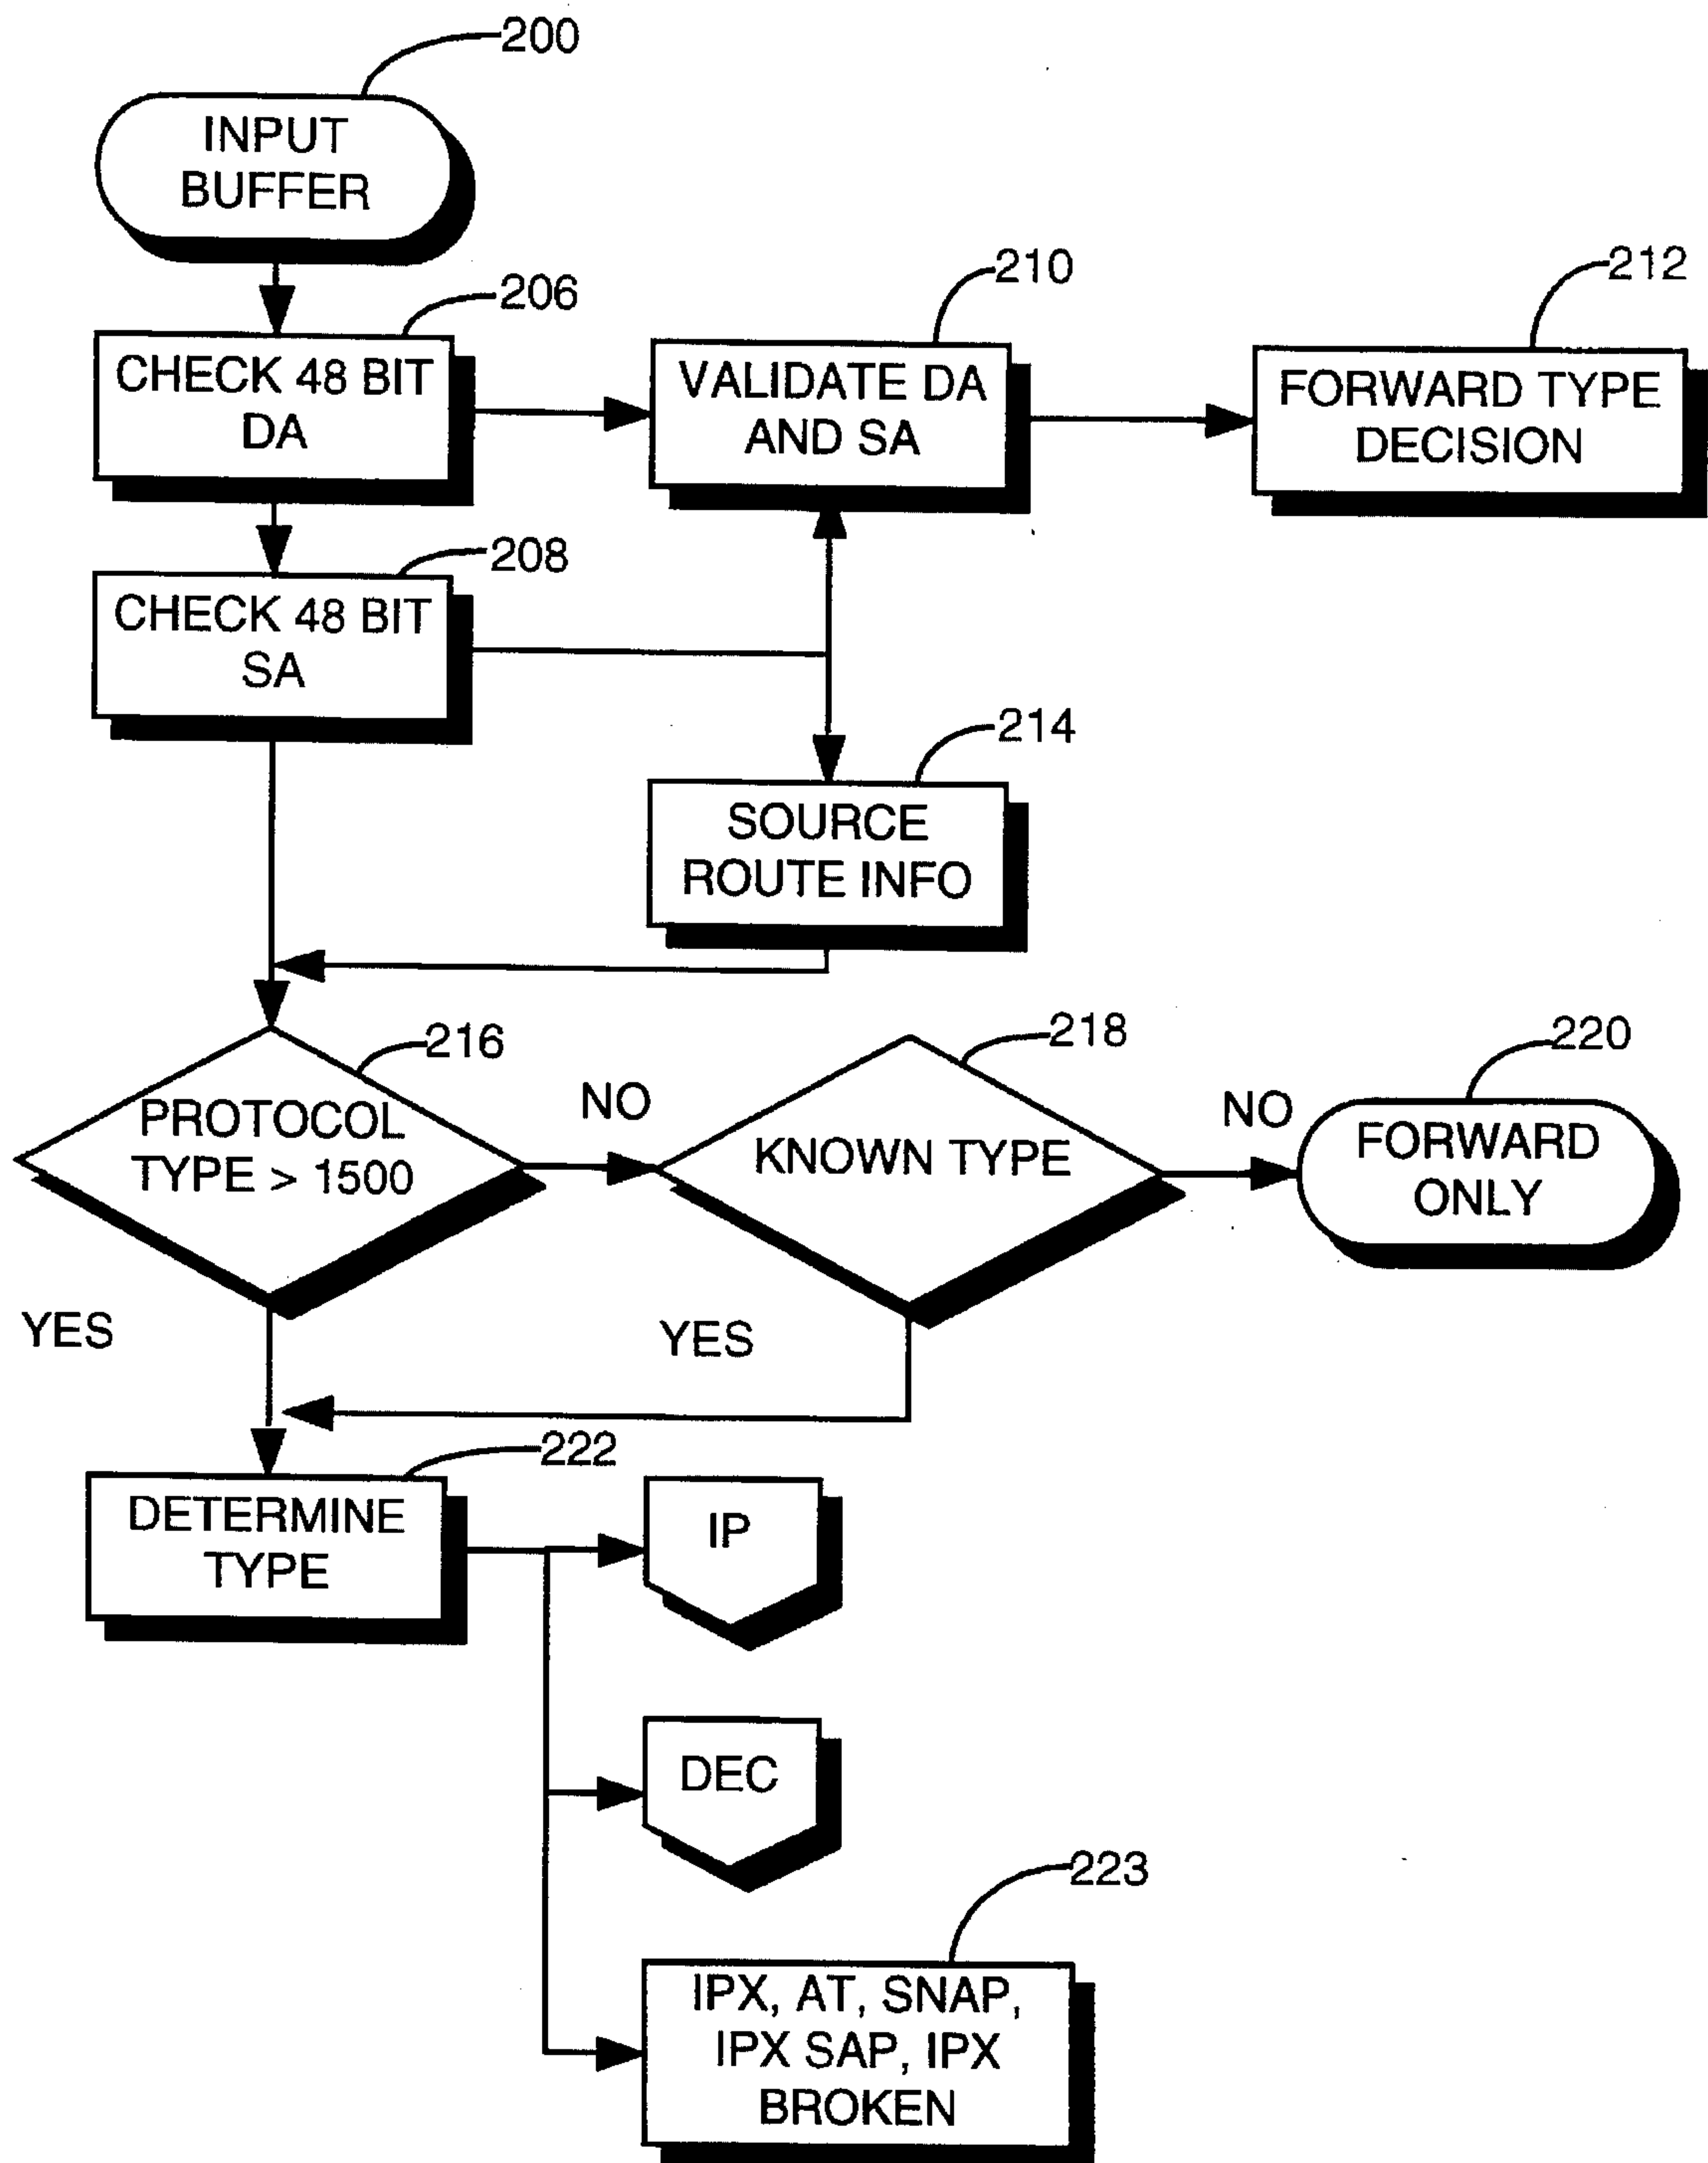 200
INPUT
BUFFER
206
CHECK 48 BIT
DA
210
VALIDATE DA
AND SA
212
FORWARD TYPE
DECISION
208
CHECK 48 BIT
SA
214
SOURCE
ROUTE INFO
216
PROTOCOL
TYPE > 1500
NO
218
KNOWN TYPE
NO
220
FORWARD
ONLY
YES
YES
222
DETERMINE
TYPE
IP
DEC
223
IPX, AT, SNAP,
IPX SAP, IPX
BROKEN